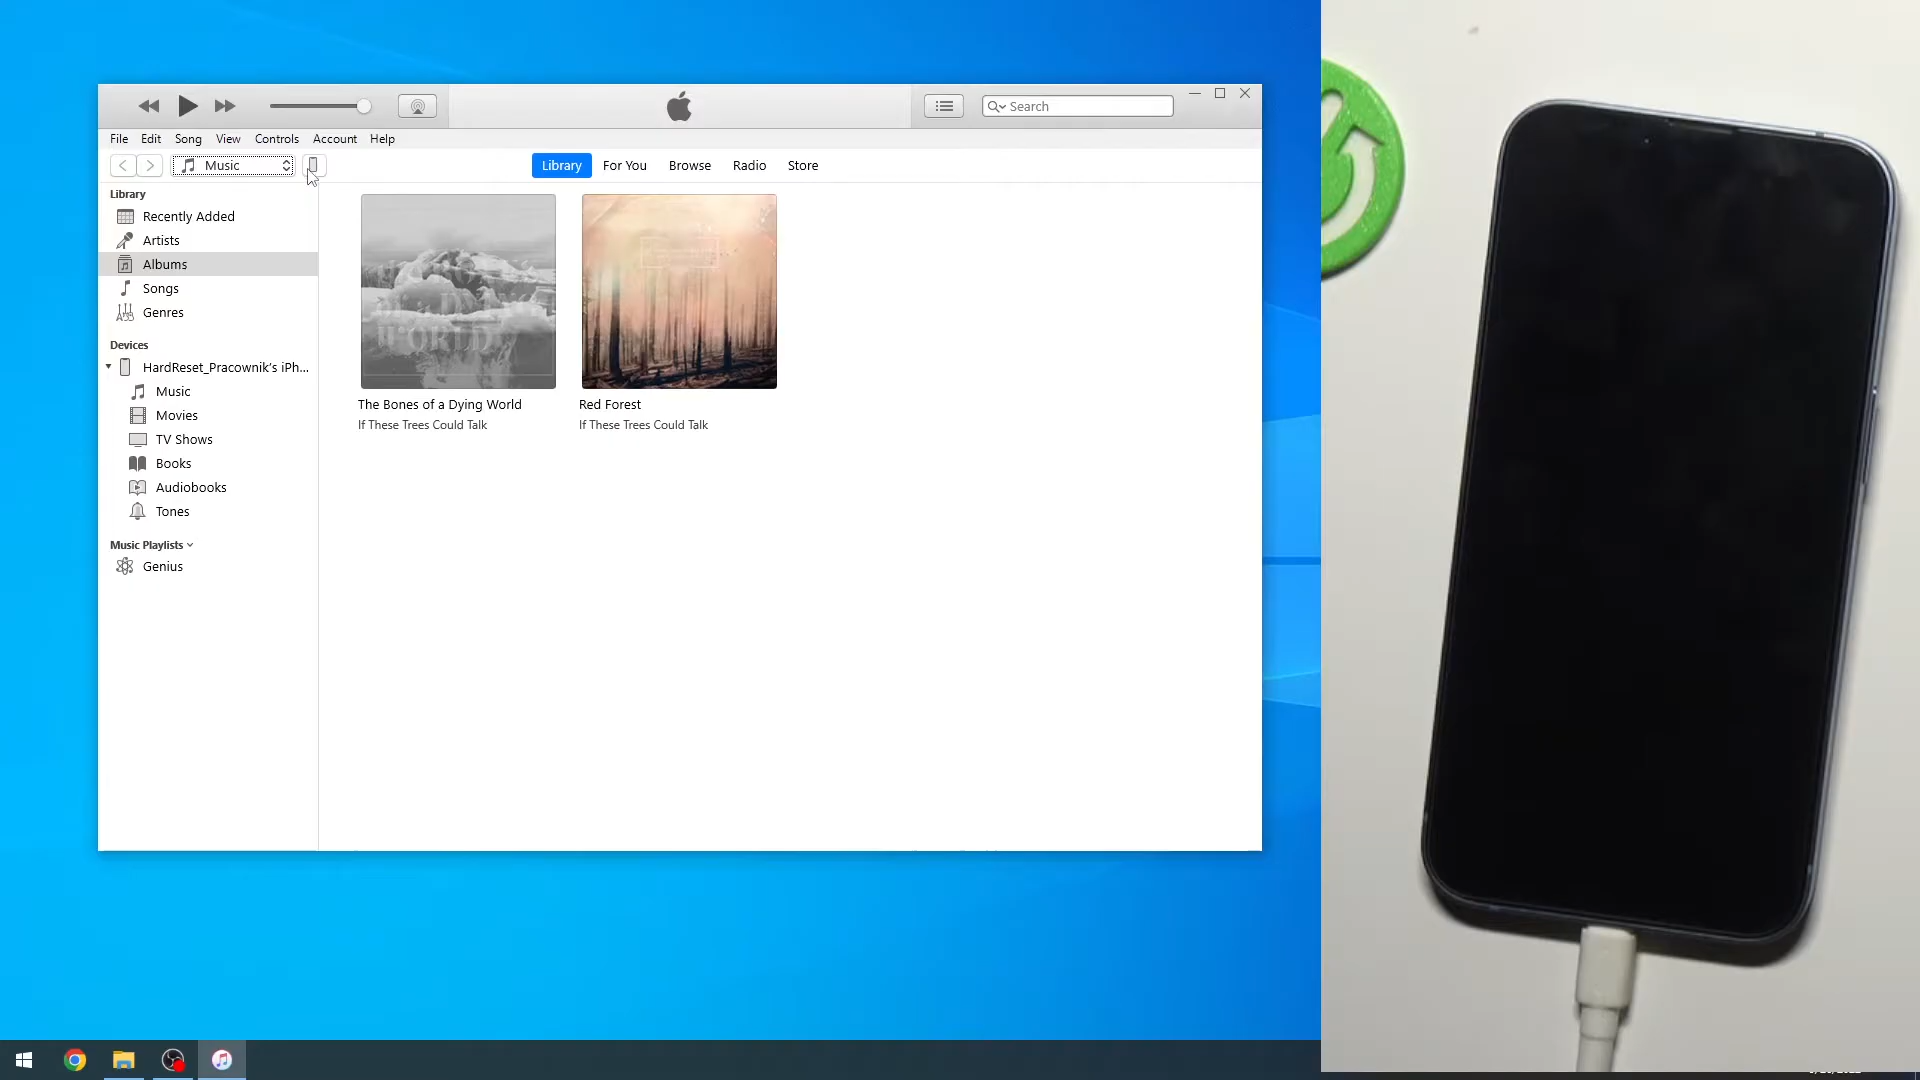 Search
File Edit Song View Controls Account Help
Music
Library For You Browse Radio Store
Library
Recently Added
Artists
Albums
Songs
Genres
Devices
HardReset_Pracownik's iPh...
Music
Movies
TV Shows
Books
Audiobooks
Tones
Music Playlists
Genius
WORLD
The Bones of a Dying World
If These Trees Could Talk
Red Forest
If These Trees Could Talk